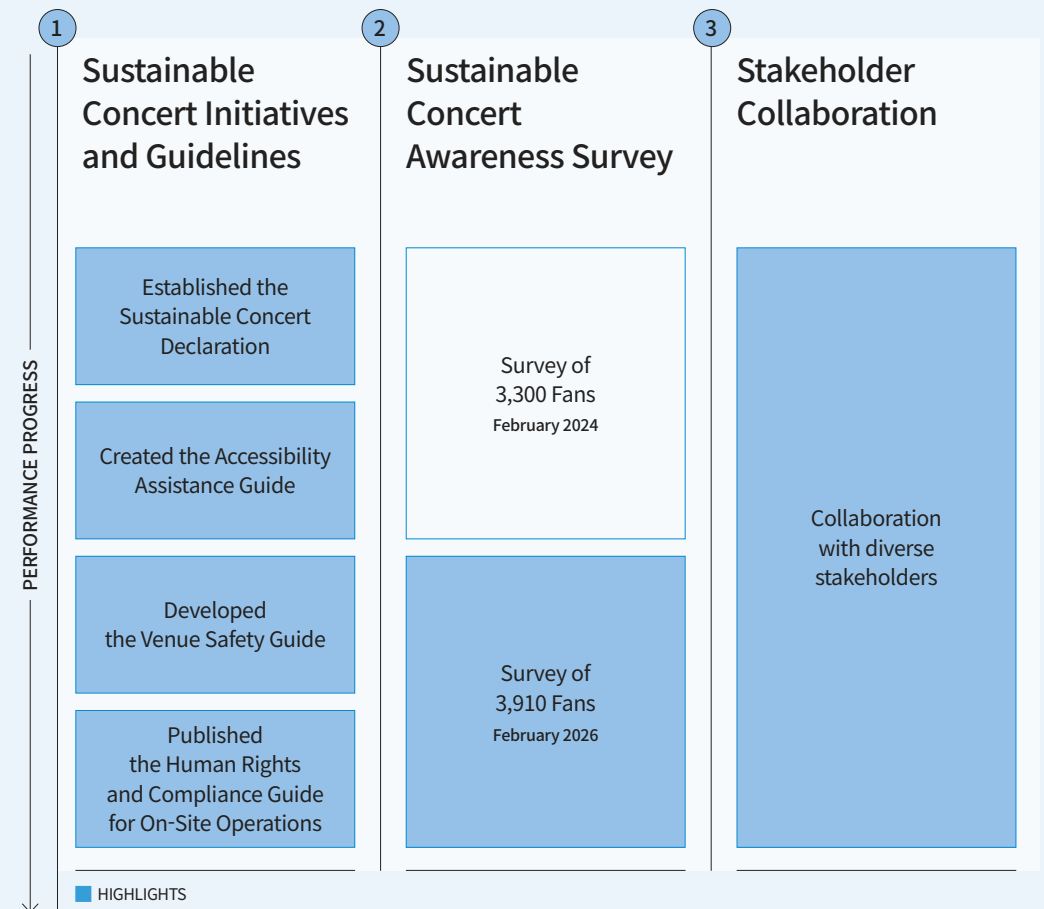 1
Sustainable
Concert Initiatives
and Guidelines
Established the
Sustainable Concert
Declaration
Created the Accessibility
Assistance Guide
Developed
the Venue Safety Guide
Published
the Human Rights
and Compliance Guide
for On-Site Operations
2
Sustainable
Concert
Awareness Survey
Survey of
3,300 Fans
February 2024
Survey of
3,910 Fans
February 2026
3
Stakeholder
Collaboration
Collaboration
with diverse
stakeholders
PERFORMANCE PROGRESS
HIGHLIGHTS